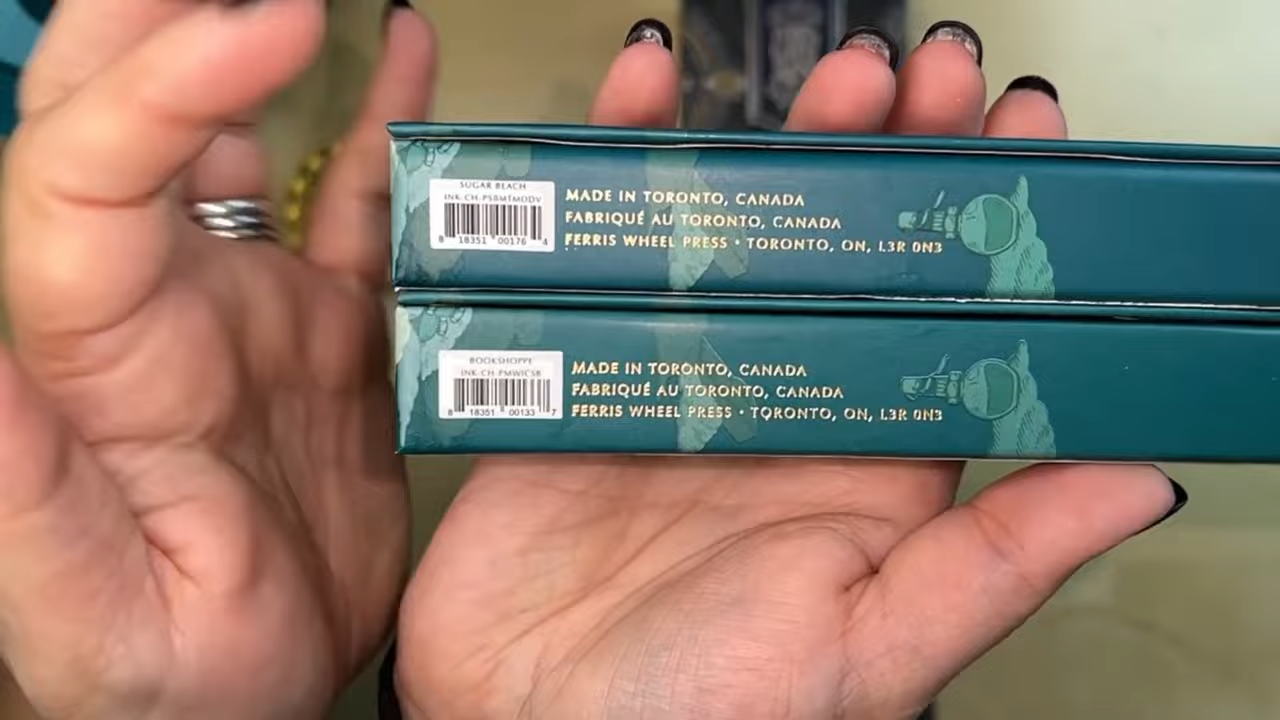 SUGAR BEACH
INK-CH-PSBMTMDDV
8 18351 00176 4
MADE IN TORONTO, CANADA
FABRIQUÉ AU TORONTO, CANADA
FERRIS WHEEL PRESS • TORONTO, ON, L3R 0N3
BOOKSHOPPE
INK-CH-PMWICSB
8 18351 00133 7
MADE IN TORONTO, CANADA
FABRIQUÉ AU TORONTO, CANADA
FERRIS WHEEL PRESS • TORONTO, ON, L3R 0N3